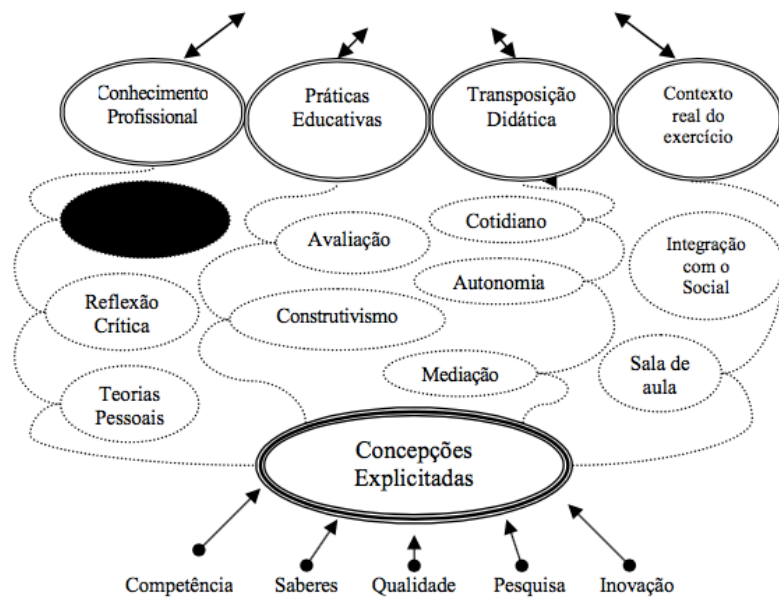 Conhecimento
Profissional
Práticas
Educativas
Transposição
Didática
Contexto
real do
exercício
Avaliação
Cotidiano
Integração
com o
Social
Autonomia
Reflexão
Crítica
Construtivismo
Mediação
Sala de
aula
Teorias
Pessoais
Concepções
Explicitadas
Competência
Saberes
Qualidade
Pesquisa
Inovação